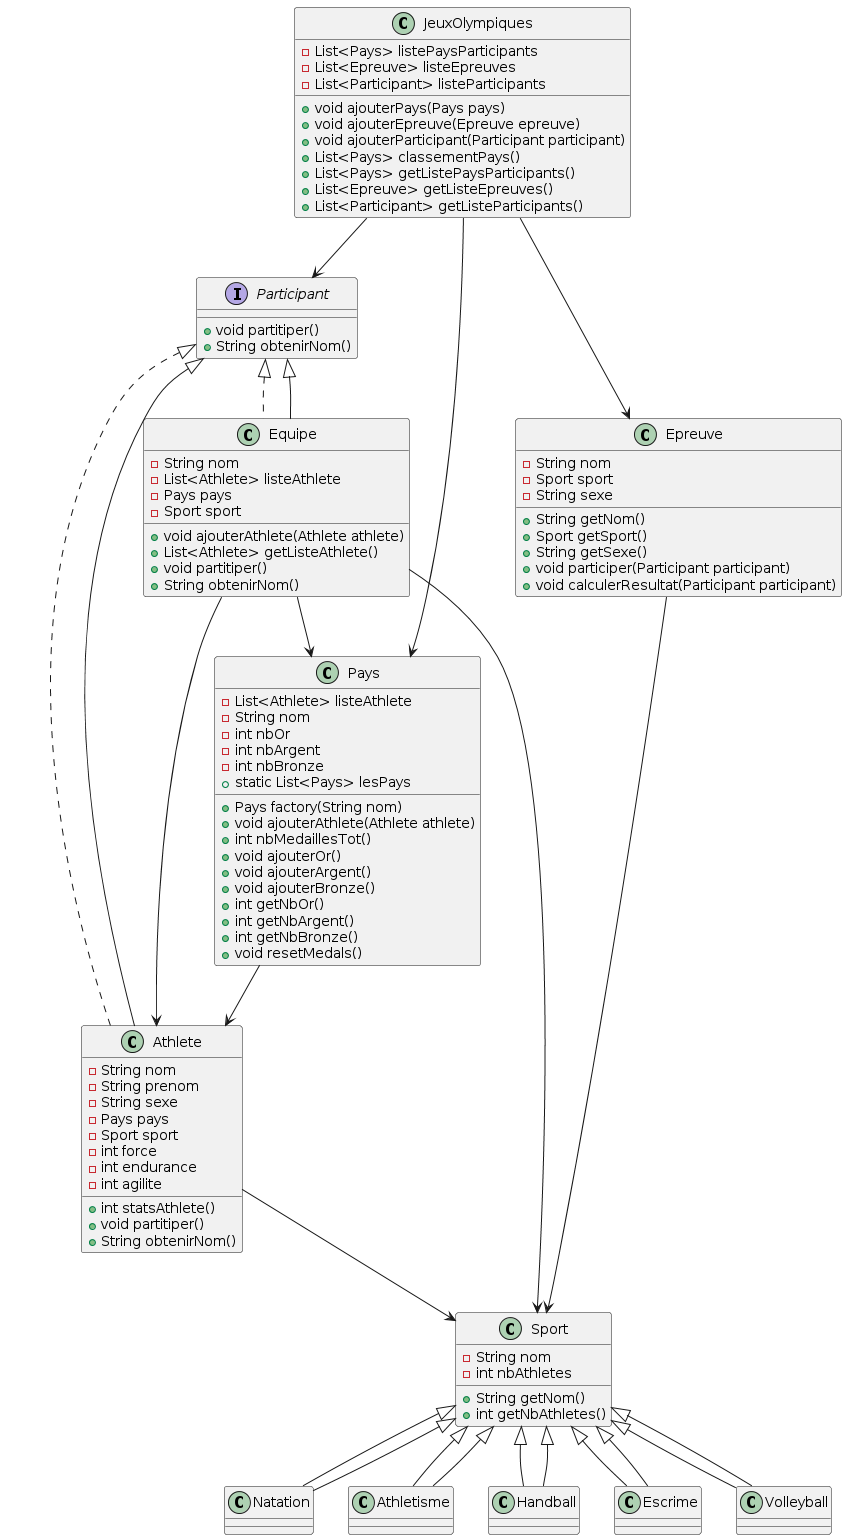 C JeuxOlympiques
List<Pays> listePaysParticipants
List<Epreuve> listeEpreuves
List<Participant> listeParticipants
void ajouterPays(Pays pays)
void ajouterEpreuve(Epreuve epreuve)
void ajouterParticipant(Participant participant)
List<Pays> classementPays()
List<Pays> getListePaysParticipants()
List<Epreuve> getListeEpreuves()
List<Participant> getListeParticipants()
I Participant
void partitiper()
String obtenirNom()
C Equipe
String nom
List<Athlete> listeAthlete
Pays pays
Sport sport
void ajouterAthlete(Athlete athlete)
List<Athlete> getListeAthlete()
void partitiper()
String obtenirNom()
C Epreuve
String nom
Sport sport
String sexe
String getNom()
Sport getSport()
String getSexe()
void participer(Participant participant)
void calculerResultat(Participant participant)
C Pays
List<Athlete> listeAthlete
String nom
int nbOr
int nbArgent
int nbBronze
static List<Pays> lesPays
Pays factory(String nom)
void ajouterAthlete(Athlete athlete)
int nbMedaillesTot()
void ajouterOr()
void ajouterArgent()
void ajouterBronze()
int getNbOr()
int getNbArgent()
int getNbBronze()
void resetMedals()
C Athlete
String nom
String prenom
String sexe
Pays pays
Sport sport
int force
int endurance
int agilite
int statsAthlete()
void partitiper()
String obtenirNom()
C Sport
String nom
int nbAthletes
String getNom()
int getNbAthletes()
C Natation
C Athletisme
C Handball
C Escrime
C Volleyball